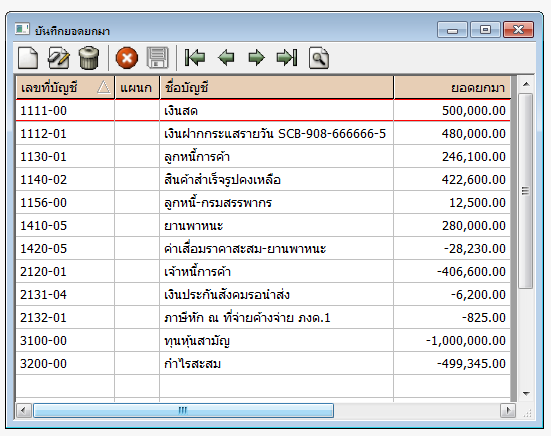 บันทึกยอดยกมา
เลขที่บัญชี แผนก ชื่อบัญชี ยอดยกมา
1111-00 เงินสด 500,000.00
1112-01 เงินฝากกระแสรายวัน SCB-908-666666-5 480,000.00
1130-01 ลูกหนี้การค้า 246,100.00
1140-02 สินค้าสำเร็จรูปคงเหลือ 422,600.00
1156-00 ลูกหนี้-กรมสรรพากร 12,500.00
1410-05 ยานพาหนะ 280,000.00
1420-05 ค่าเสื่อมราคาสะสม-ยานพาหนะ -28,230.00
2120-01 เจ้าหนี้การค้า -406,600.00
2131-04 เงินประกันสังคมรอนำส่ง -6,200.00
2132-01 ภาษีหัก ณ ที่จ่ายค้างจ่าย ภงด.1 -825.00
3100-00 ทุนหุ้นสามัญ -1,000,000.00
3200-00 กำไรสะสม -499,345.00